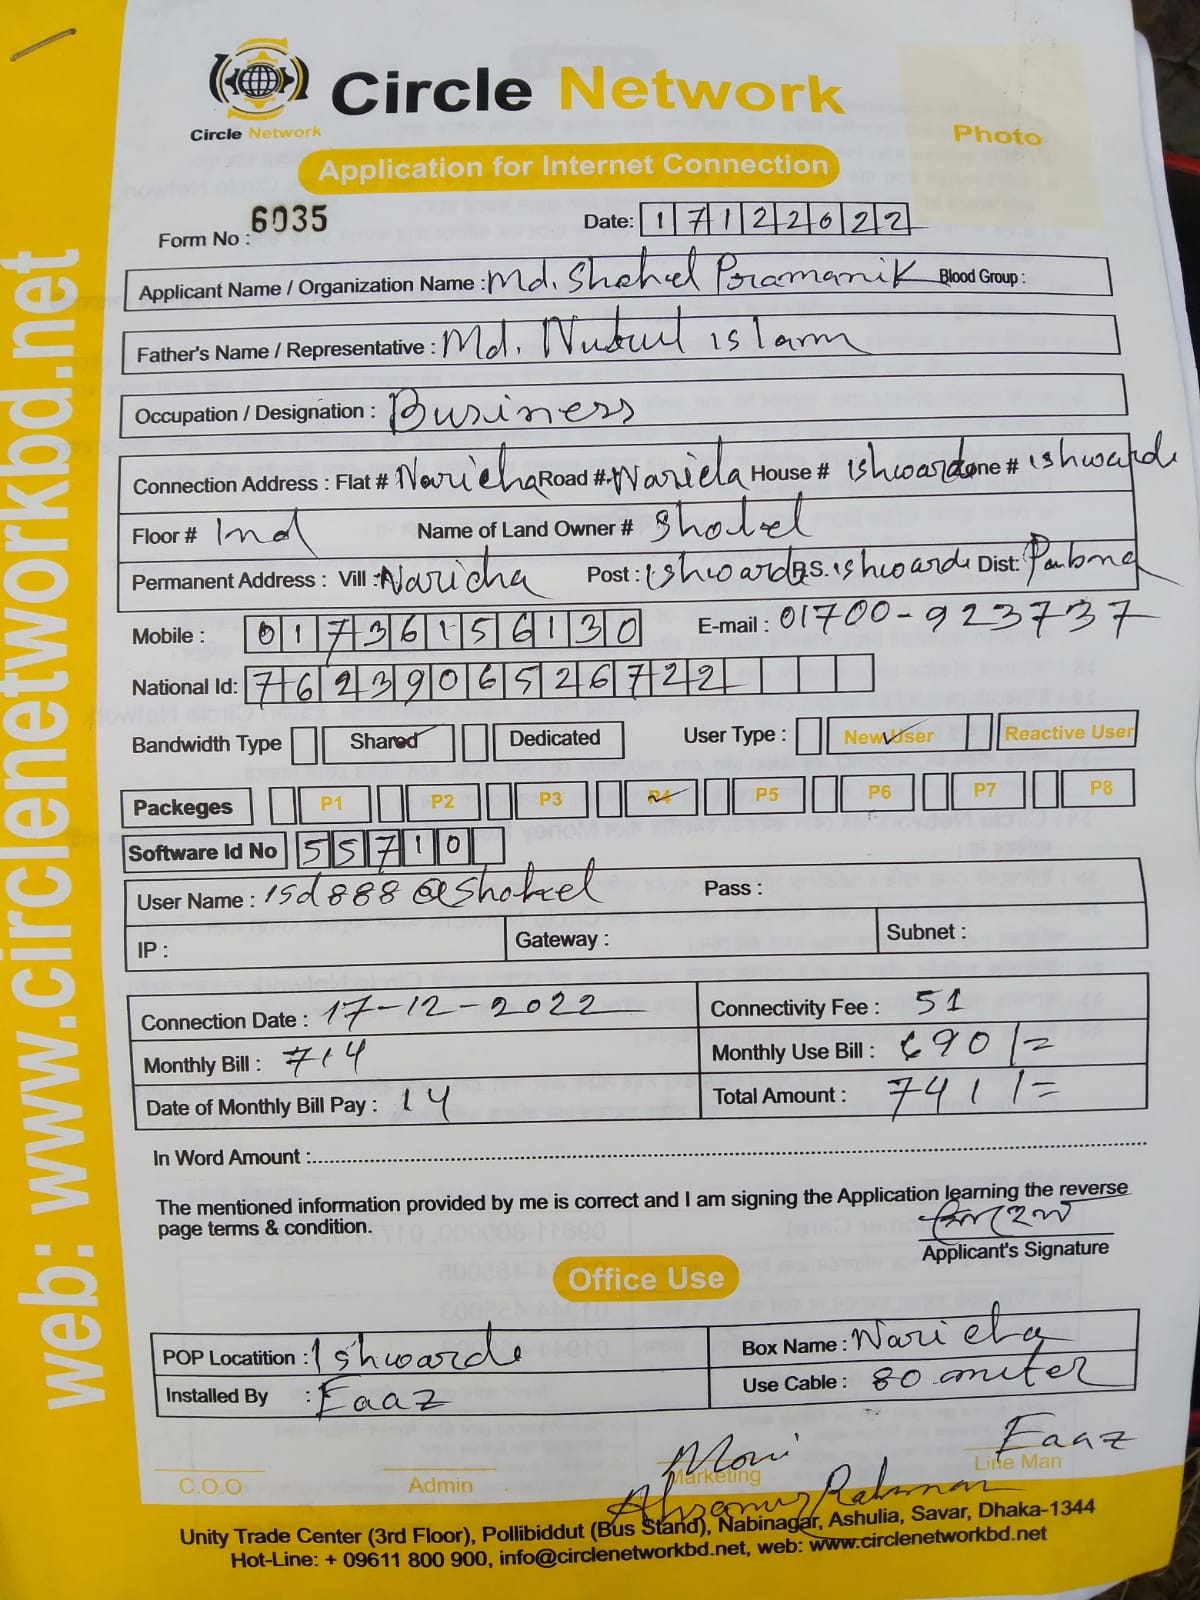 Circle Network
Circle Network
Photo
Application for Internet Connection
Form No : 6035 Date: 17122022
Applicant Name / Organization Name : Md. Shohel Pramanik Blood Group :
Father's Name / Representative : Md. Nurul islam
Occupation / Designation : Business
Connection Address : Flat # Naricha Road # Naricha House # ishwardi Zone # ishwardi
Floor # Ind Name of Land Owner # Shohel
Permanent Address : Vill : Naricha Post : ishwardi P.S. ishwardi Dist: Pabna
Mobile : 01736156130 E-mail : 01700-923737
National Id: 7623906526722
Bandwidth Type Shared Dedicated User Type : New User Reactive User
Packeges P1 P2 P3 P4 P5 P6 P7 P8
Software Id No 55710
User Name : isd888@Shohel Pass :
IP : Gateway : Subnet :
Connection Date : 17-12-2022 Connectivity Fee : 51
Monthly Bill : 714 Monthly Use Bill : 690/=
Date of Monthly Bill Pay : 14 Total Amount : 741/=
In Word Amount :
The mentioned information provided by me is correct and I am signing the Application learning the reverse
page terms & condition.
Applicant's Signature
Office Use
POP Locatition : Ishwardi Box Name : Naricha
Installed By : Faaz Use Cable : 80 meter
Moni Faaz
C.O.O Admin Marketing Line Man
Rahman
Unity Trade Center (3rd Floor), Pollibiddut (Bus Stand), Nabinagar, Ashulia, Savar, Dhaka-1344
Hot-Line: + 09611 800 900, info@circlenetworkbd.net, web: www.circlenetworkbd.net
web: www.circlenetworkbd.net